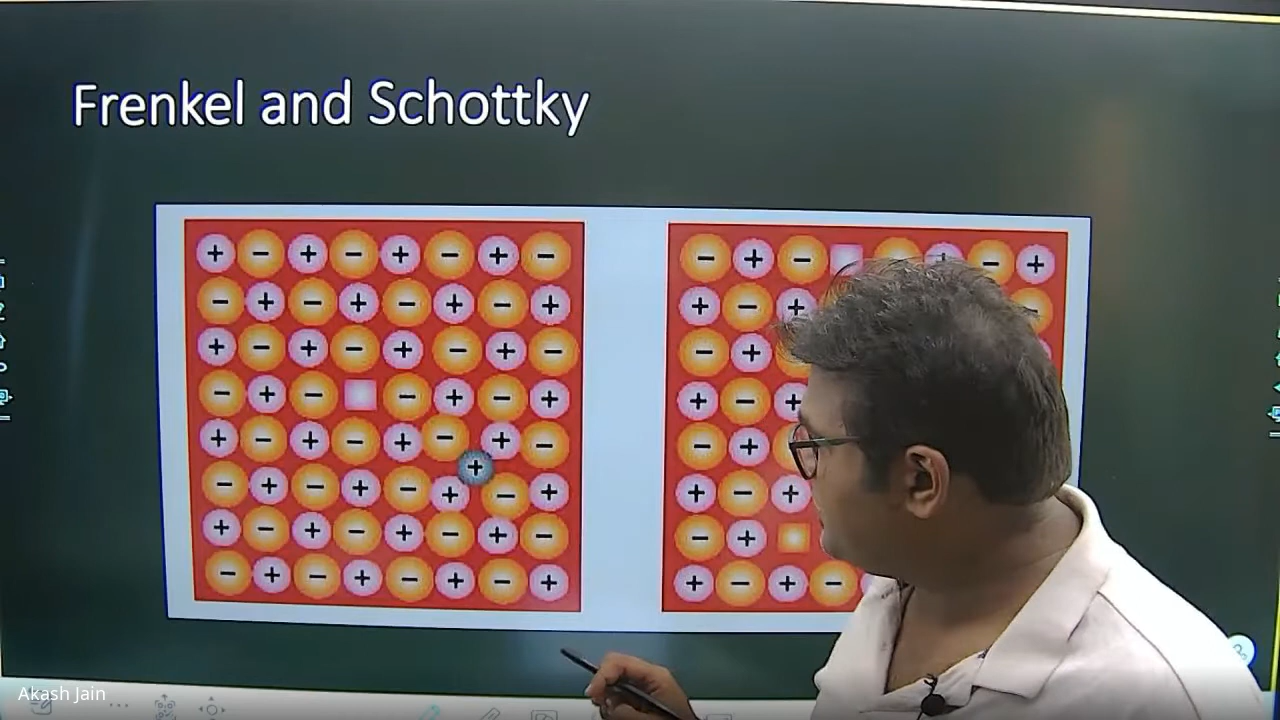 Frenkel and Schottky
+ − + − + − + −
− + − + − + − +
+ − + − + − + −
− + − − + − +
+ − + − + − + −
+
− + − + − + − +
+ − + − + − + −
− + − + − + − +
− + − + − +
+ − + −
− +
+ − +
− +
+ − +
− +
+ − + −
Akash Jain